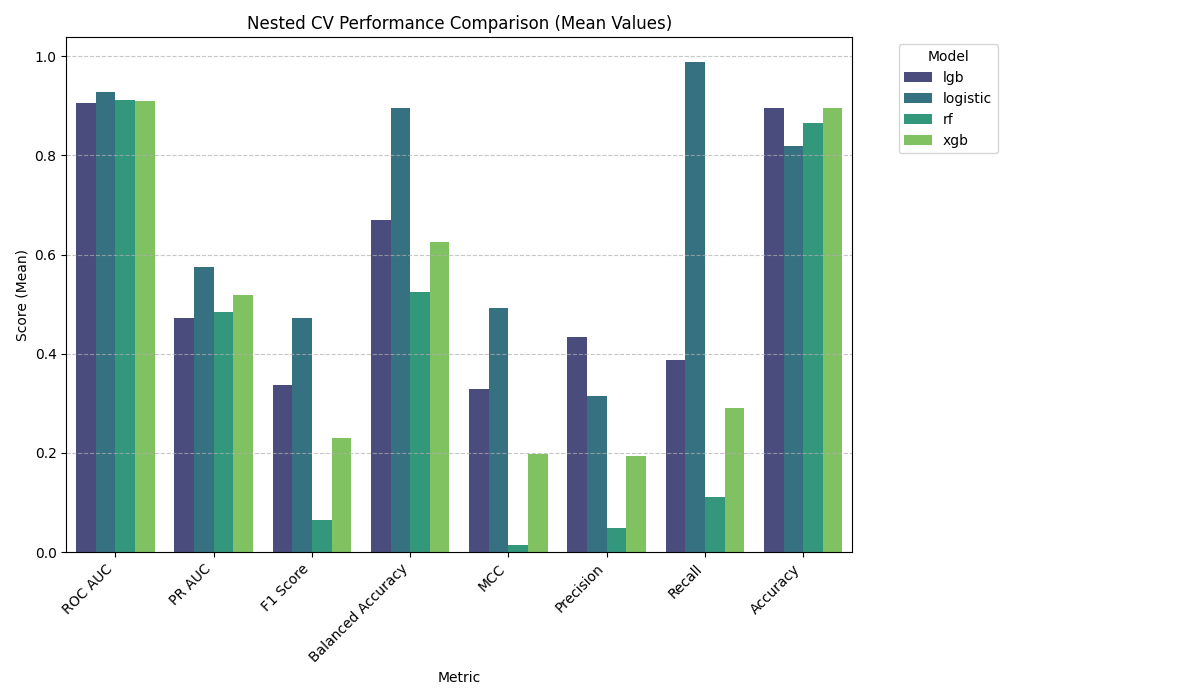 Nested CV Performance Comparison (Mean Values)
Score (Mean)
1.0
0.8
0.6
0.4
0.2
0.0
ROC AUC
PR AUC
F1 Score
Balanced Accuracy
MCC
Precision
Recall
Accuracy
Metric
Model
lgb
logistic
rf
xgb